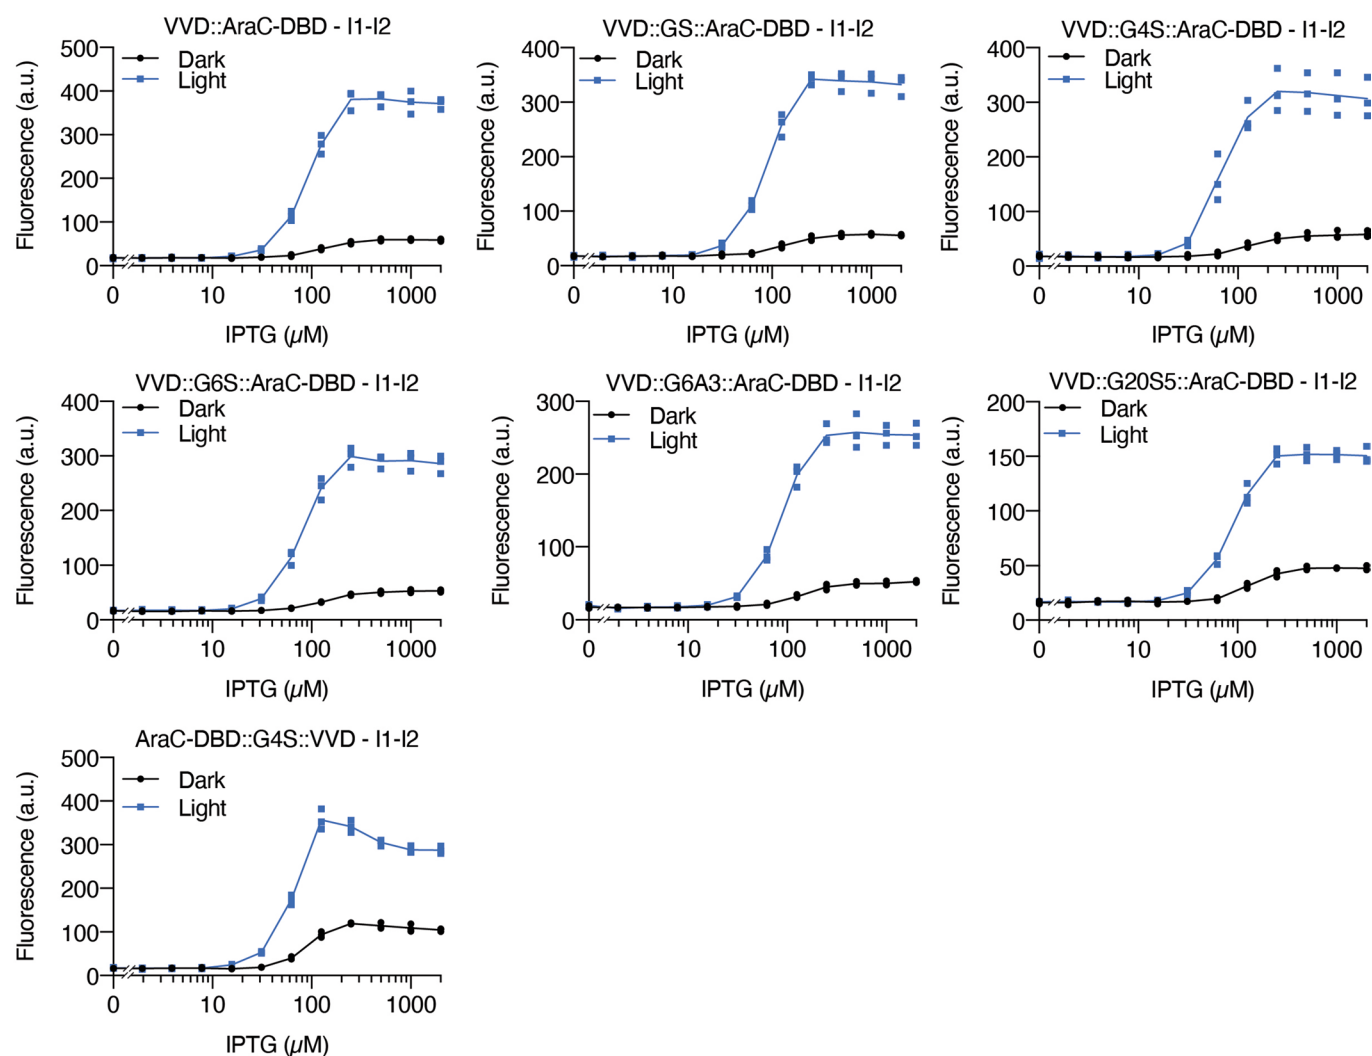 VVD::AraC-DBD - I1-I2
Fluorescence (a.u.)
500
400
300
200
100
0
Dark
Light
0
10
100
1000
IPTG (µM)
VVD::GS::AraC-DBD - I1-I2
Fluorescence (a.u.)
400
300
200
100
0
Dark
Light
0
10
100
1000
IPTG (µM)
VVD::G4S::AraC-DBD - I1-I2
Fluorescence (a.u.)
400
300
200
100
0
Dark
Light
0
10
100
1000
IPTG (µM)
VVD::G6S::AraC-DBD - I1-I2
Fluorescence (a.u.)
400
300
200
100
0
Dark
Light
0
10
100
1000
IPTG (µM)
VVD::G6A3::AraC-DBD - I1-I2
Fluorescence (a.u.)
300
200
100
0
Dark
Light
0
10
100
1000
IPTG (µM)
VVD::G20S5::AraC-DBD - I1-I2
Fluorescence (a.u.)
200
150
100
50
0
Dark
Light
0
10
100
1000
IPTG (µM)
AraC-DBD::G4S::VVD - I1-I2
Fluorescence (a.u.)
500
400
300
200
100
0
Dark
Light
0
10
100
1000
IPTG (µM)